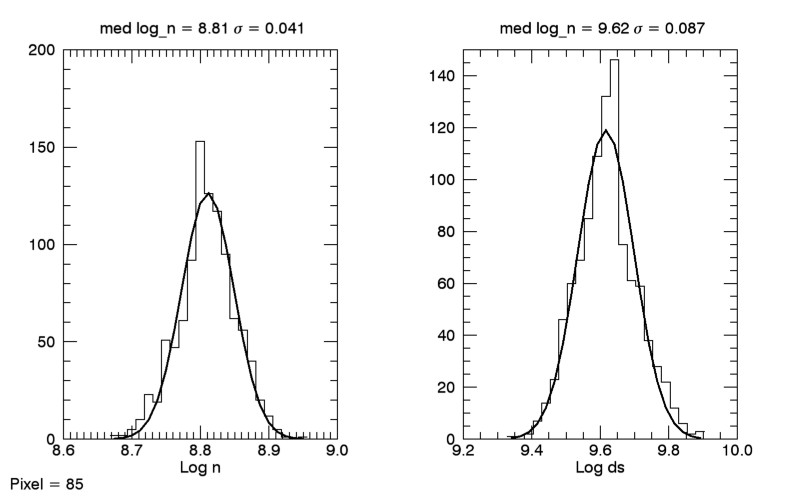 med log_n = 8.81 σ = 0.041
200
150
100
50
0
8.6 8.7 8.8 8.9 9.0
Log n
med log_n = 9.62 σ = 0.087
140
120
100
80
60
40
20
0
9.2 9.4 9.6 9.8 10.0
Log ds
Pixel = 85